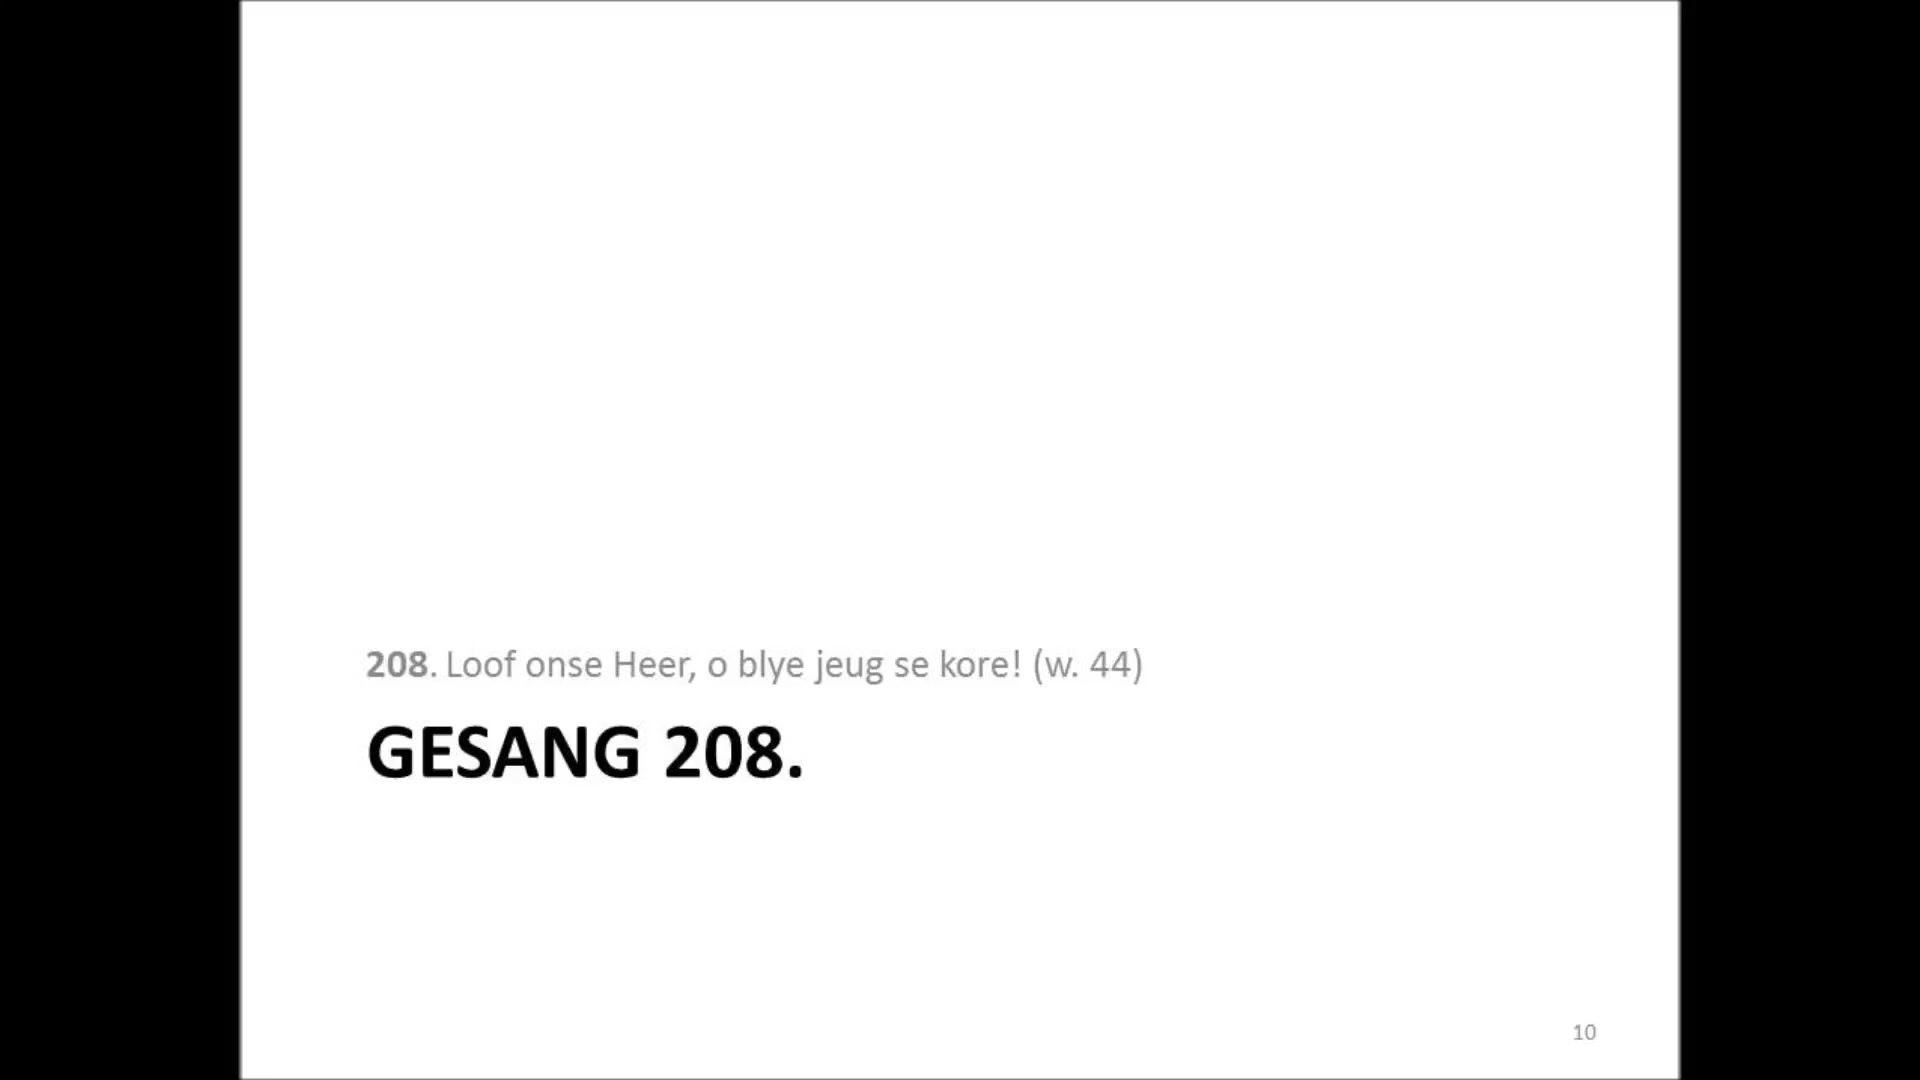 208. Loof onse Heer, o blye jeug se kore! (w. 44)
GESANG 208.
10